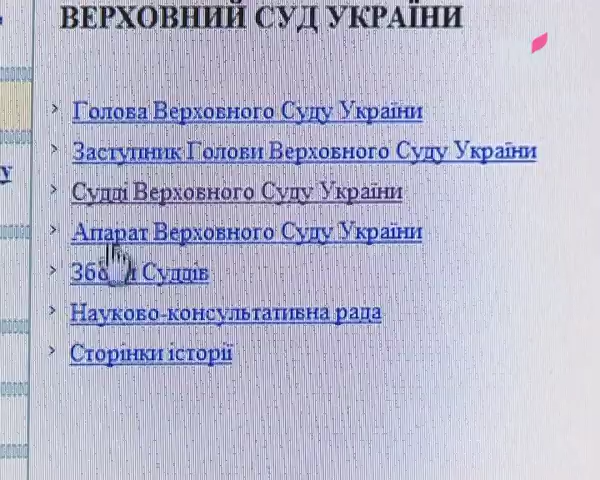 ВЕРХОВНИЙ СУД УКРАЇНИ
Голова Верховного Суду України
Заступник Голови Верховного Суду України
Судді Верховного Суду України
Апарат Верховного Суду України
Суддів
Науково-консультативна рада
Сторінки історії